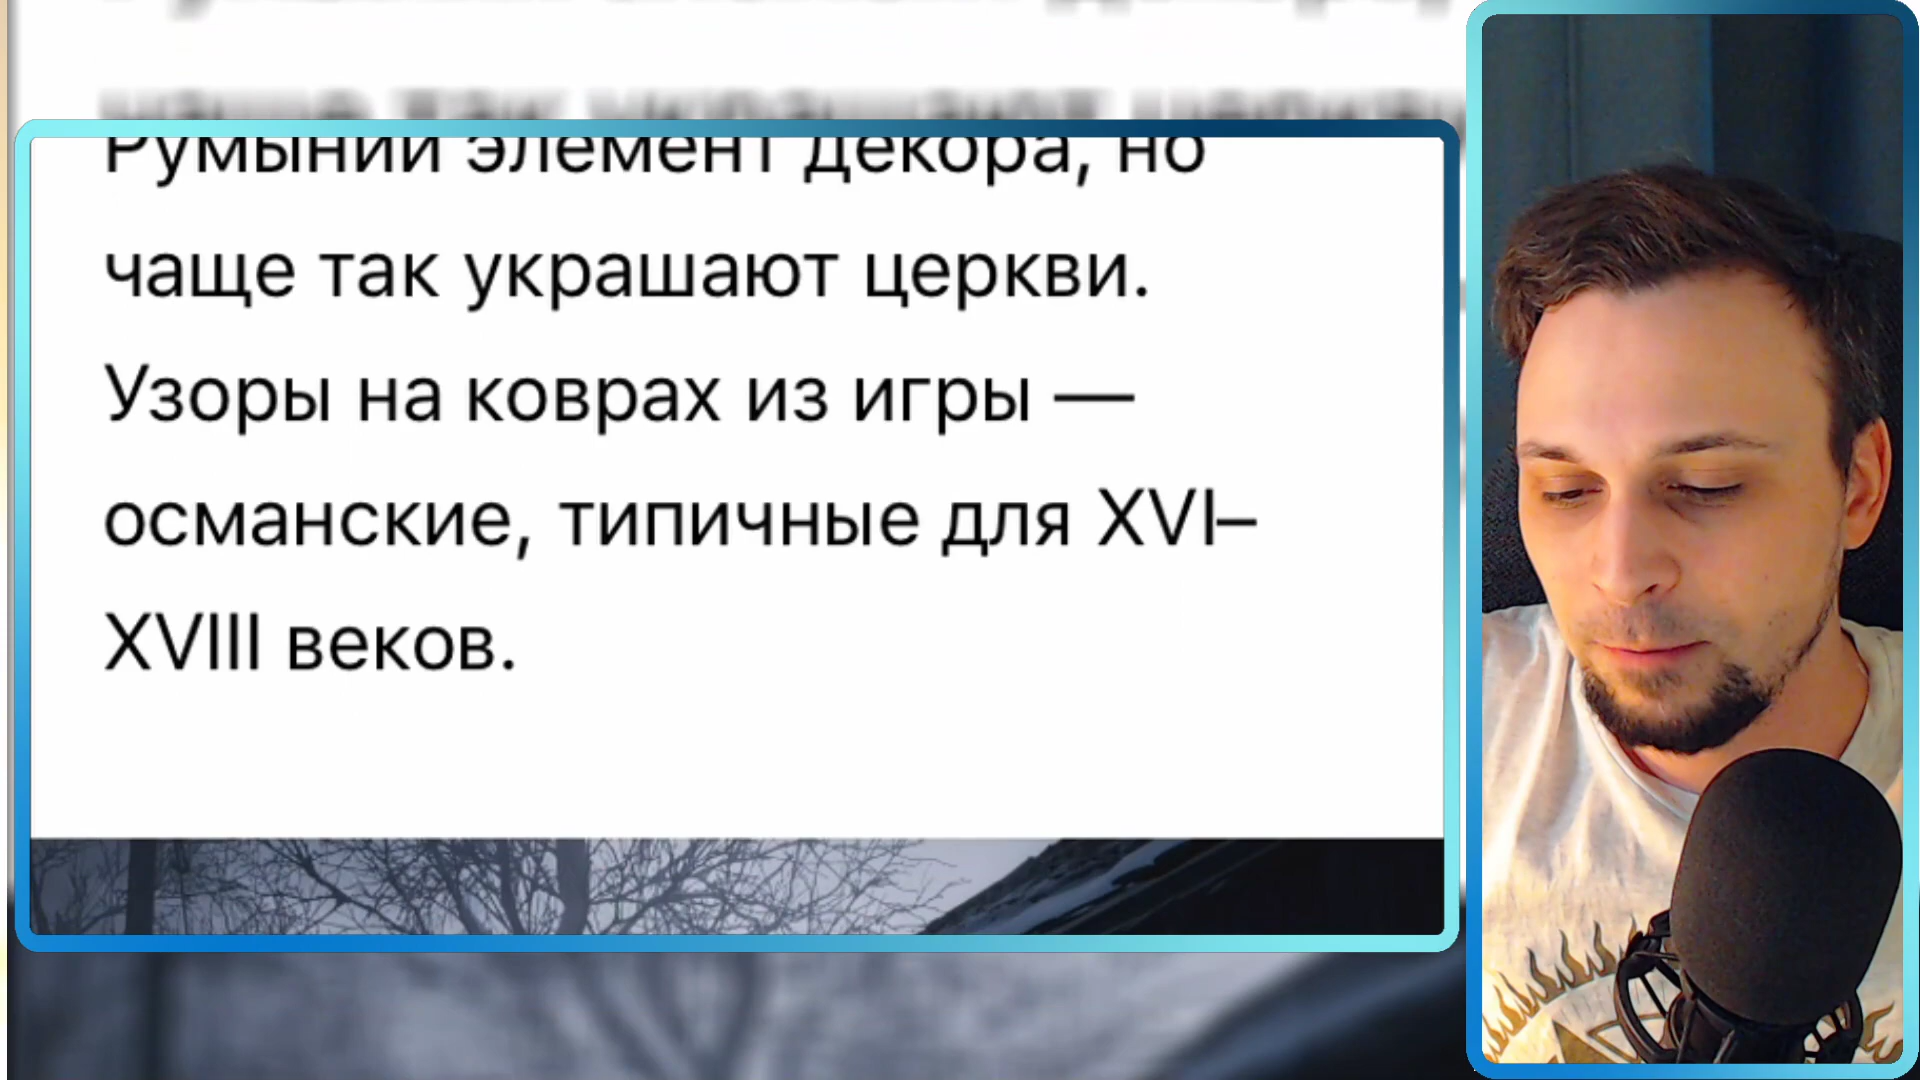 Румынии элемент декора, но
чаще так украшают церкви.
Узоры на коврах из игры —
османские, типичные для XVI–
XVIII веков.